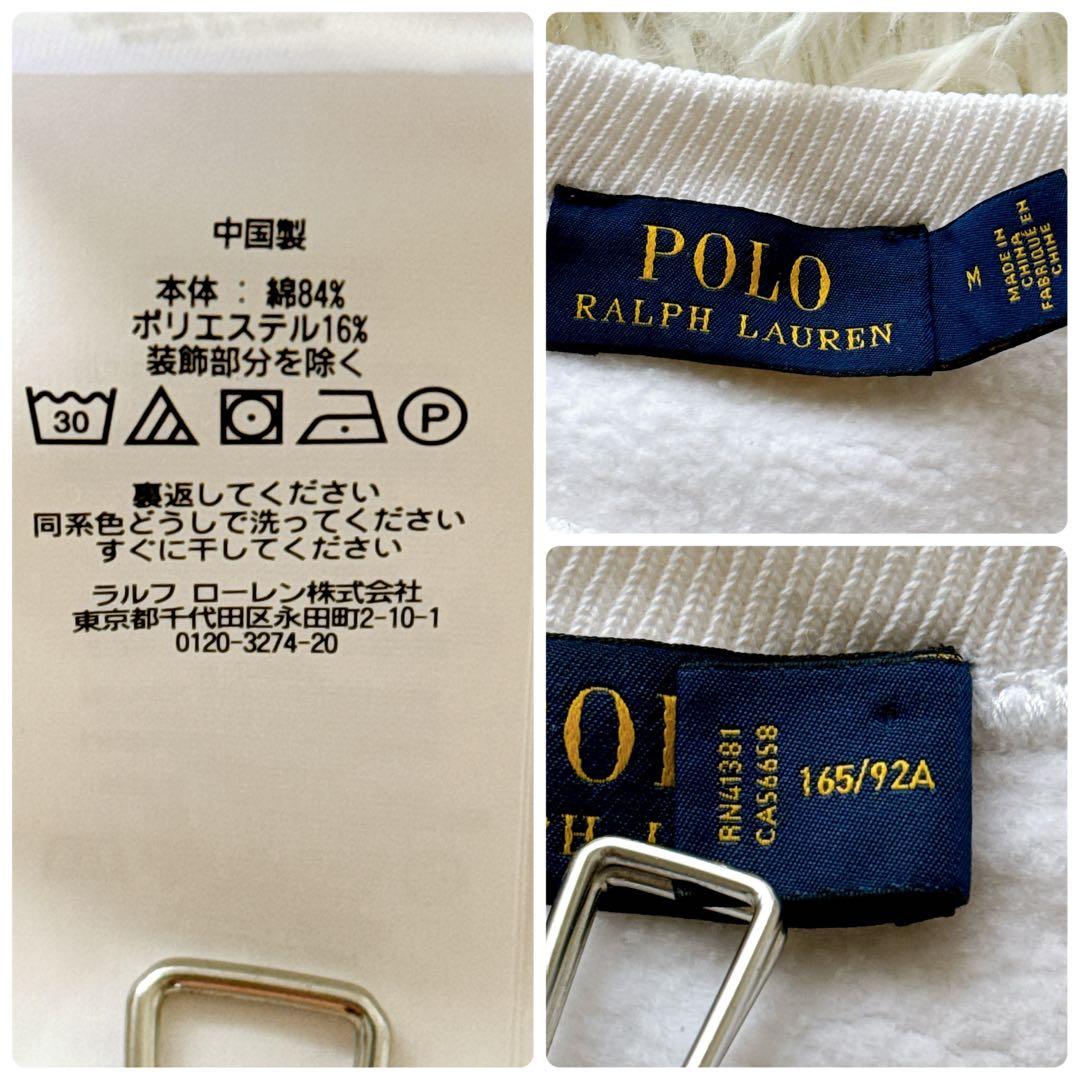 中国製
本体 : 綿84%
ポリエステル16%
装飾部分を除く
30
P
裏返してください
同系色どうしで洗ってください
すぐに干してください
ラルフ ローレン株式会社
東京都千代田区永田町2-10-1
0120-3274-20
POLO
RALPH LAUREN
M
MADE IN
CHINA
FABRIQUÉ EN
CHINE
RN41381
CA56658
165/92A